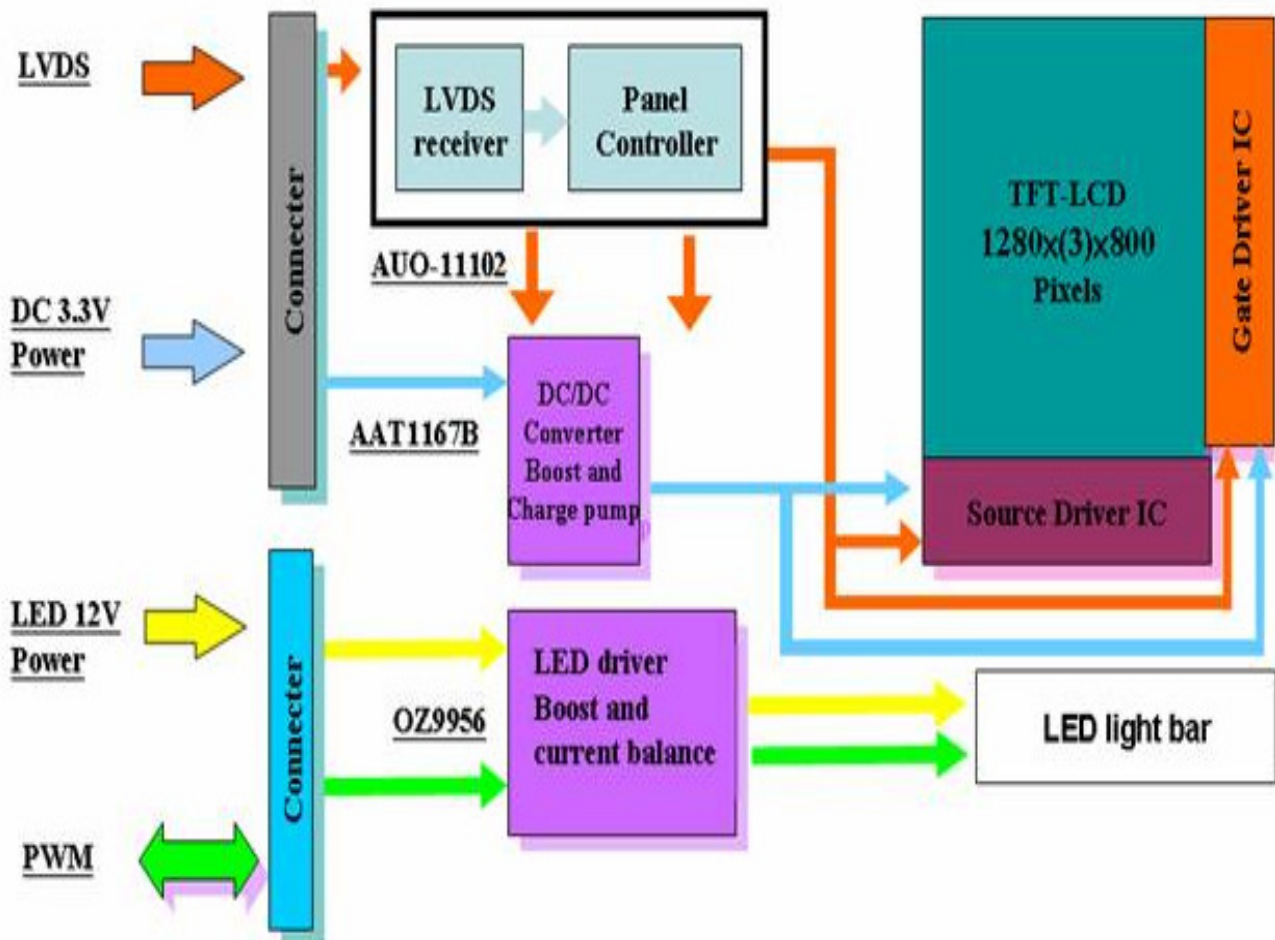 LVDS
DC 3.3V
Power
LED 12V
Power
PWM
Connecter
Connecter
LVDS
receiver
Panel
Controller
AUO-11102
AAT1167B
DC/DC
Converter
Boost and
Charge pump
OZ9956
LED driver
Boost and
current balance
TFT-LCD
1280x(3)x800
Pixels
Gate Driver IC
Source Driver IC
LED light bar